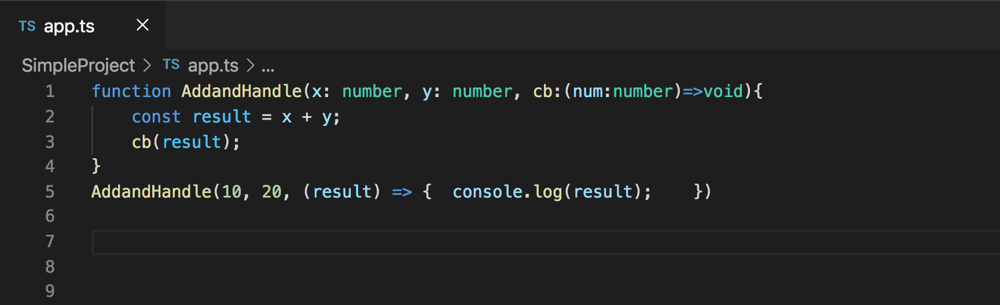 TS app.ts ×
SimpleProject > TS app.ts > ...
1 function AddandHandle(x: number, y: number, cb:(num:number)=>void){
2     const result = x + y;
3     cb(result);
4 }
5 AddandHandle(10, 20, (result) => {  console.log(result);    })
6
7
8
9